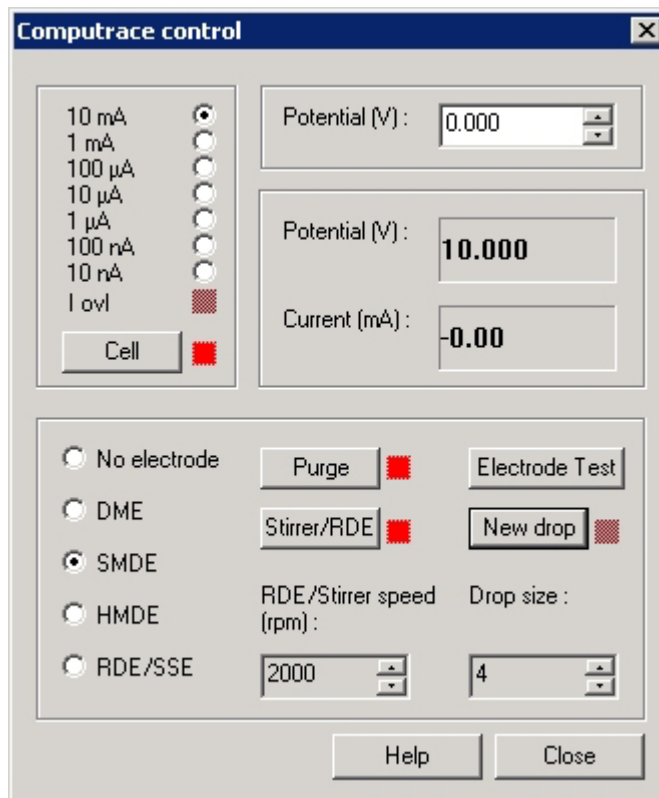 Computrace control
10 mA
1 mA
100 µA
10 µA
1 µA
100 nA
10 nA
I ovl
Cell
Potential (V) :
0.000
Potential (V) :
10.000
Current (mA) :
-0.00
No electrode
DME
SMDE
HMDE
RDE/SSE
Purge
Electrode Test
Stirrer/RDE
New drop
RDE/Stirrer speed
(rpm) :
2000
Drop size :
4
Help
Close